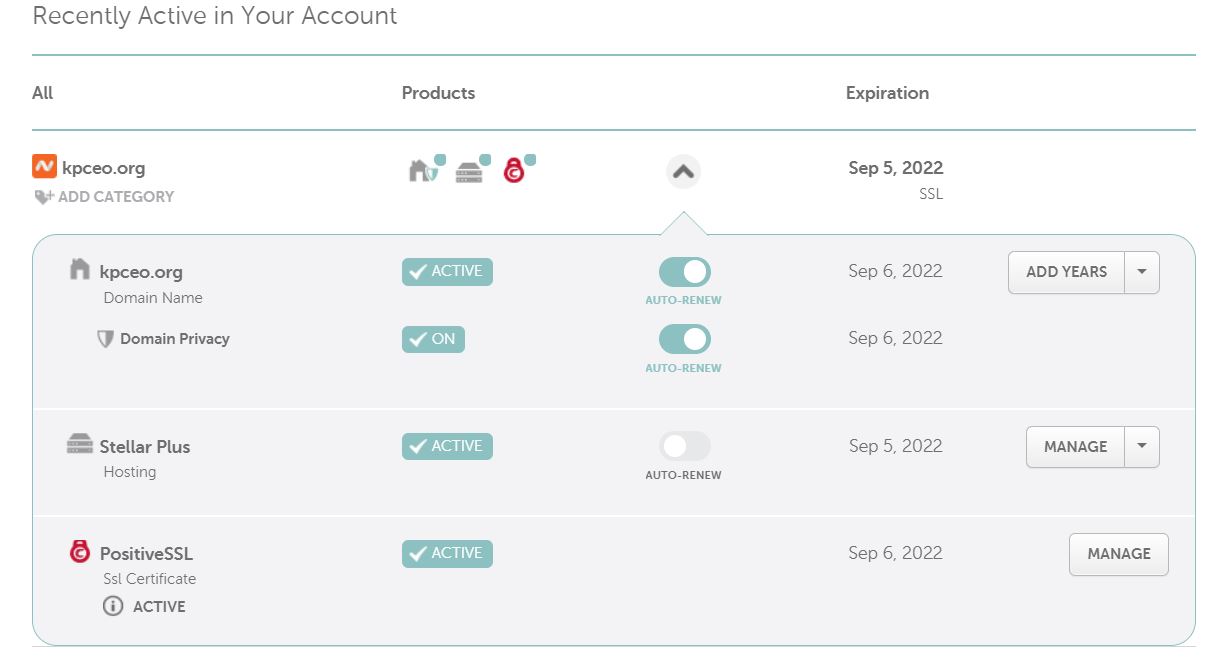 Recently Active in Your Account
All Products Expiration
kpceo.org Sep 5, 2022
ADD CATEGORY SSL
kpceo.org ACTIVE Sep 6, 2022 ADD YEARS
Domain Name AUTO-RENEW
Domain Privacy ON Sep 6, 2022
AUTO-RENEW
Stellar Plus ACTIVE Sep 5, 2022 MANAGE
Hosting AUTO-RENEW
PositiveSSL ACTIVE Sep 6, 2022 MANAGE
Ssl Certificate
ACTIVE